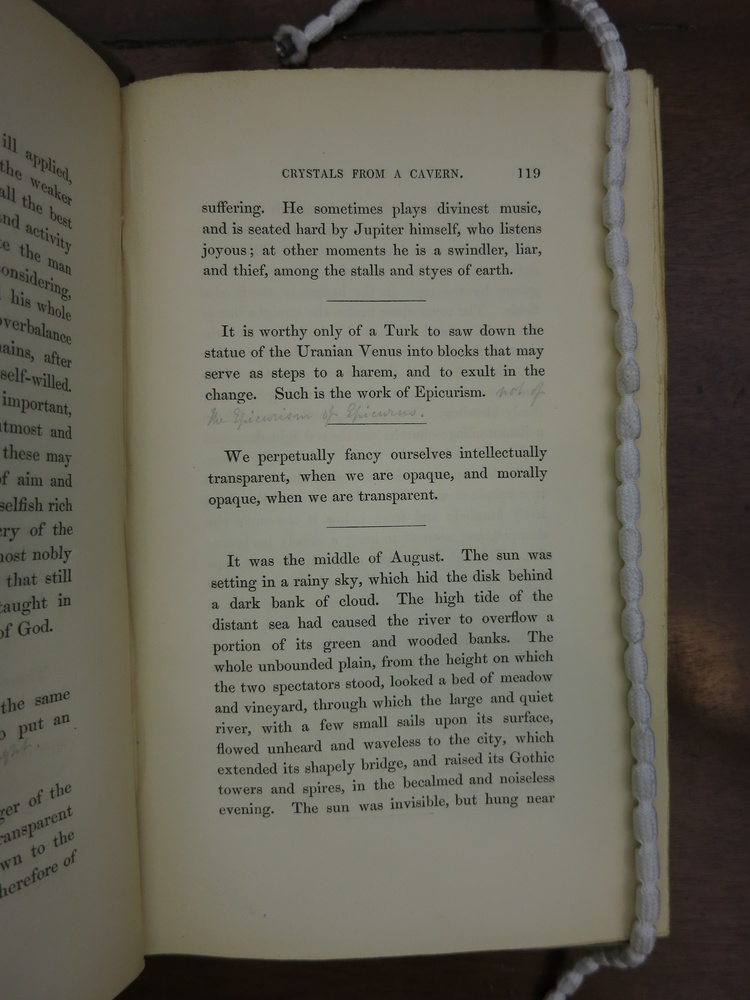 ill applied,
the weaker
all the best
nd activity
e the man
onsidering,
his whole
overbalance
ains, after
self-willed.
important,
utmost and
these may
f aim and
selfish rich
ery of the
nost nobly
that still
taught in
of God.
the same
o put an
ger of the
ransparent
wn to the
herefore of
CRYSTALS FROM A CAVERN. 119
suffering. He sometimes plays divinest music,
and is seated hard by Jupiter himself, who listens
joyous; at other moments he is a swindler, liar,
and thief, among the stalls and styes of earth.
It is worthy only of a Turk to saw down the
statue of the Uranian Venus into blocks that may
serve as steps to a harem, and to exult in the
change. Such is the work of Epicurism. not of
the Epicurism of Epicurus.
We perpetually fancy ourselves intellectually
transparent, when we are opaque, and morally
opaque, when we are transparent.
It was the middle of August. The sun was
setting in a rainy sky, which hid the disk behind
a dark bank of cloud. The high tide of the
distant sea had caused the river to overflow a
portion of its green and wooded banks. The
whole unbounded plain, from the height on which
the two spectators stood, looked a bed of meadow
and vineyard, through which the large and quiet
river, with a few small sails upon its surface,
flowed unheard and waveless to the city, which
extended its shapely bridge, and raised its Gothic
towers and spires, in the becalmed and noiseless
evening. The sun was invisible, but hung near